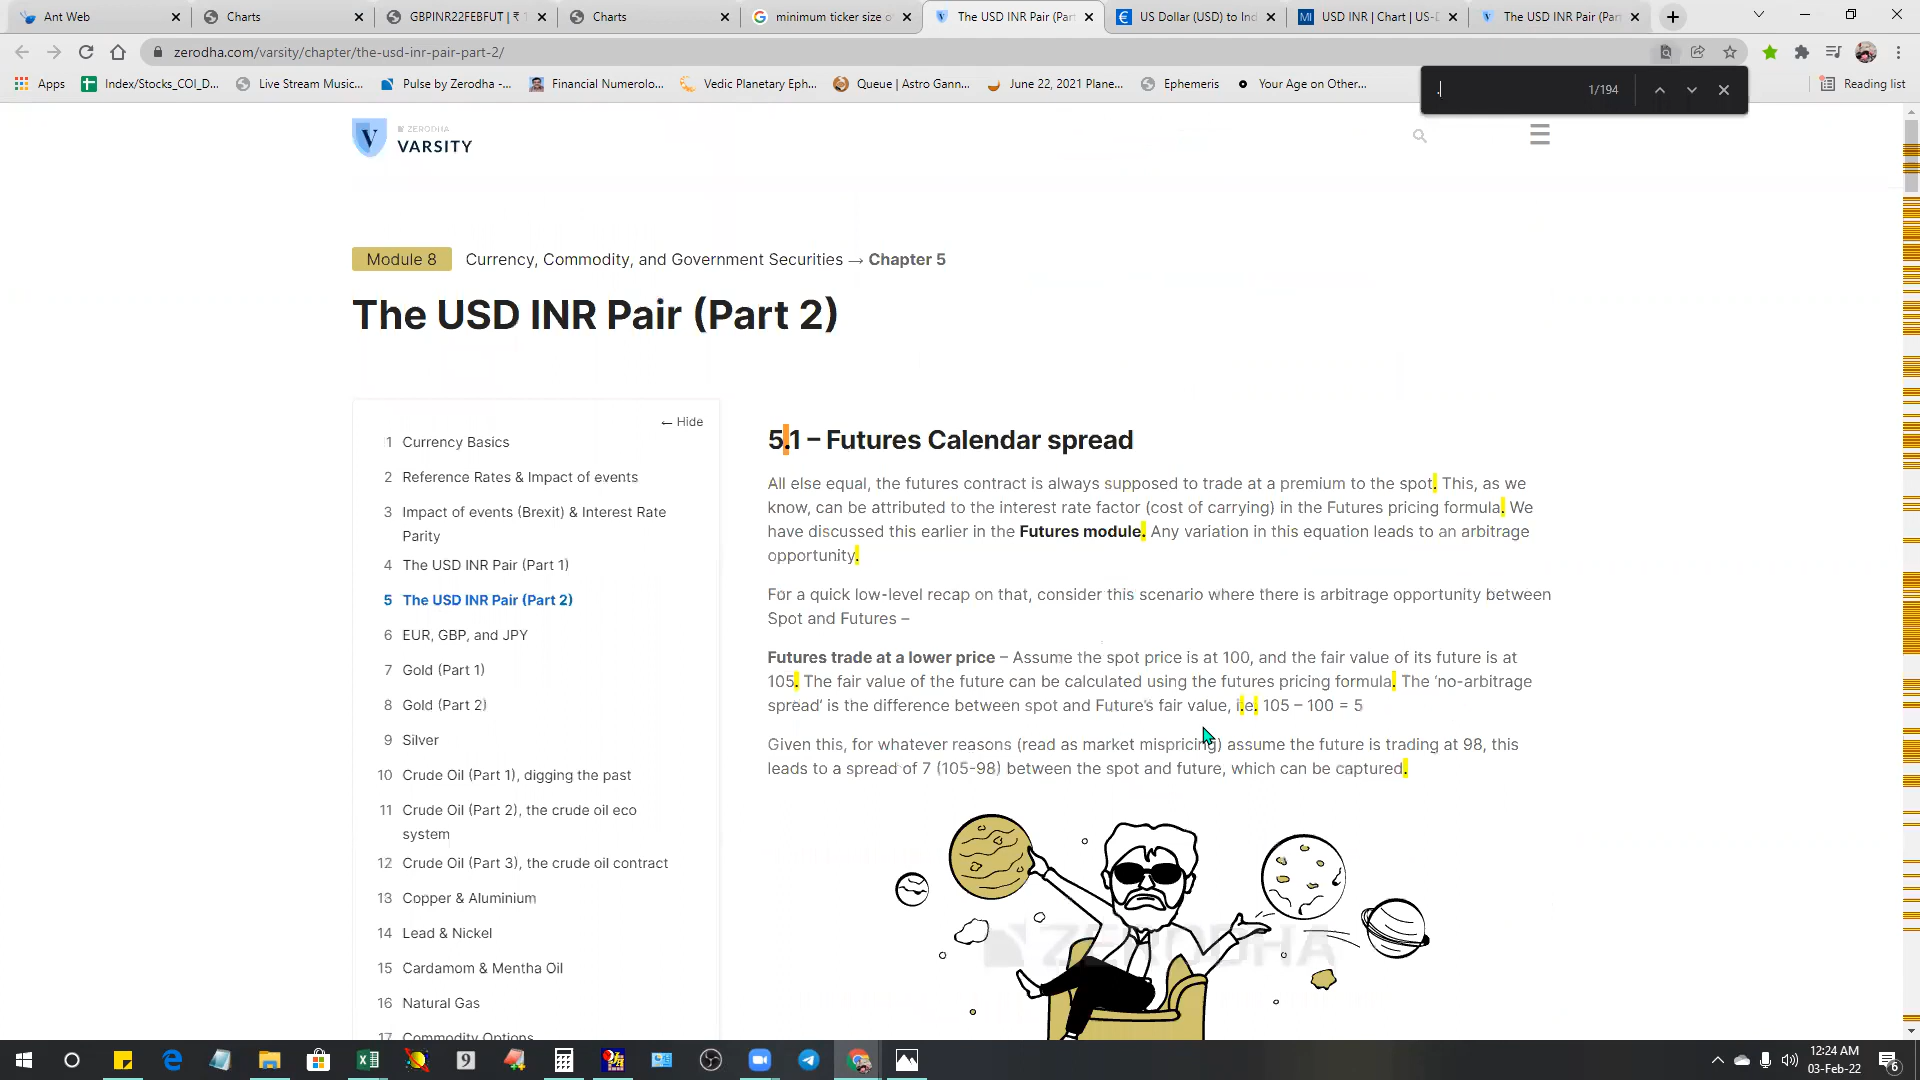 Ant Web
Charts
GBPINR22FEBFUT | ₹ 1
Charts
minimum ticker size o
The USD INR Pair (Part
US Dollar (USD) to Ind
MI
USD INR | Chart | US-D
The USD INR Pair (Part
zerodha.com/varsity/chapter/the-usd-inr-pair-part-2/
Apps
Index/Stocks_COI_D...
Live Stream Music...
Pulse by Zerodha -...
Financial Numerolo...
Vedic Planetary Eph...
Queue | Astro Gann...
June 22, 2021 Plane...
Ephemeris
Your Age on Other...
.
1/194
Reading list
V
ZERODHA
VARSITY
Module 8
Currency, Commodity, and Government Securities → Chapter 5
The USD INR Pair (Part 2)
← Hide
1 Currency Basics
2 Reference Rates & Impact of events
3 Impact of events (Brexit) & Interest Rate
Parity
4 The USD INR Pair (Part 1)
5 The USD INR Pair (Part 2)
6 EUR, GBP, and JPY
7 Gold (Part 1)
8 Gold (Part 2)
9 Silver
10 Crude Oil (Part 1), digging the past
11 Crude Oil (Part 2), the crude oil eco
system
12 Crude Oil (Part 3), the crude oil contract
13 Copper & Aluminium
14 Lead & Nickel
15 Cardamom & Mentha Oil
16 Natural Gas
17 Commodity Options
5.1 – Futures Calendar spread
All else equal, the futures contract is always supposed to trade at a premium to the spot. This, as we
know, can be attributed to the interest rate factor (cost of carrying) in the Futures pricing formula. We
have discussed this earlier in the Futures module. Any variation in this equation leads to an arbitrage
opportunity.
For a quick low-level recap on that, consider this scenario where there is arbitrage opportunity between
Spot and Futures –
Futures trade at a lower price – Assume the spot price is at 100, and the fair value of its future is at
105. The fair value of the future can be calculated using the futures pricing formula. The ‘no-arbitrage
spread’ is the difference between spot and Future’s fair value, i.e. 105 – 100 = 5
Given this, for whatever reasons (read as market mispricing) assume the future is trading at 98, this
leads to a spread of 7 (105-98) between the spot and future, which can be captured.
ZERODHA
12:24 AM
03-Feb-22
6